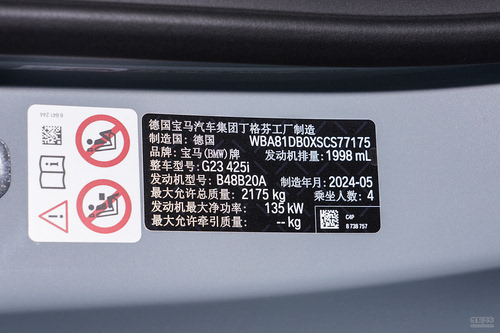 6 841 244
德国宝马汽车集团丁格芬工厂制造
制造国：德国 WBA81DB0XSCS77175
品牌：宝马(BMW)牌 发动机排量：1998 mL
整车型号：G23 425i
发动机型号：B48B20A 制造年月：2024-05
最大允许总质量：2175 kg 乘坐人数：4
发动机最大净功率：135 kW
最大允许牵引质量：-- kg
C4P
8 738 757